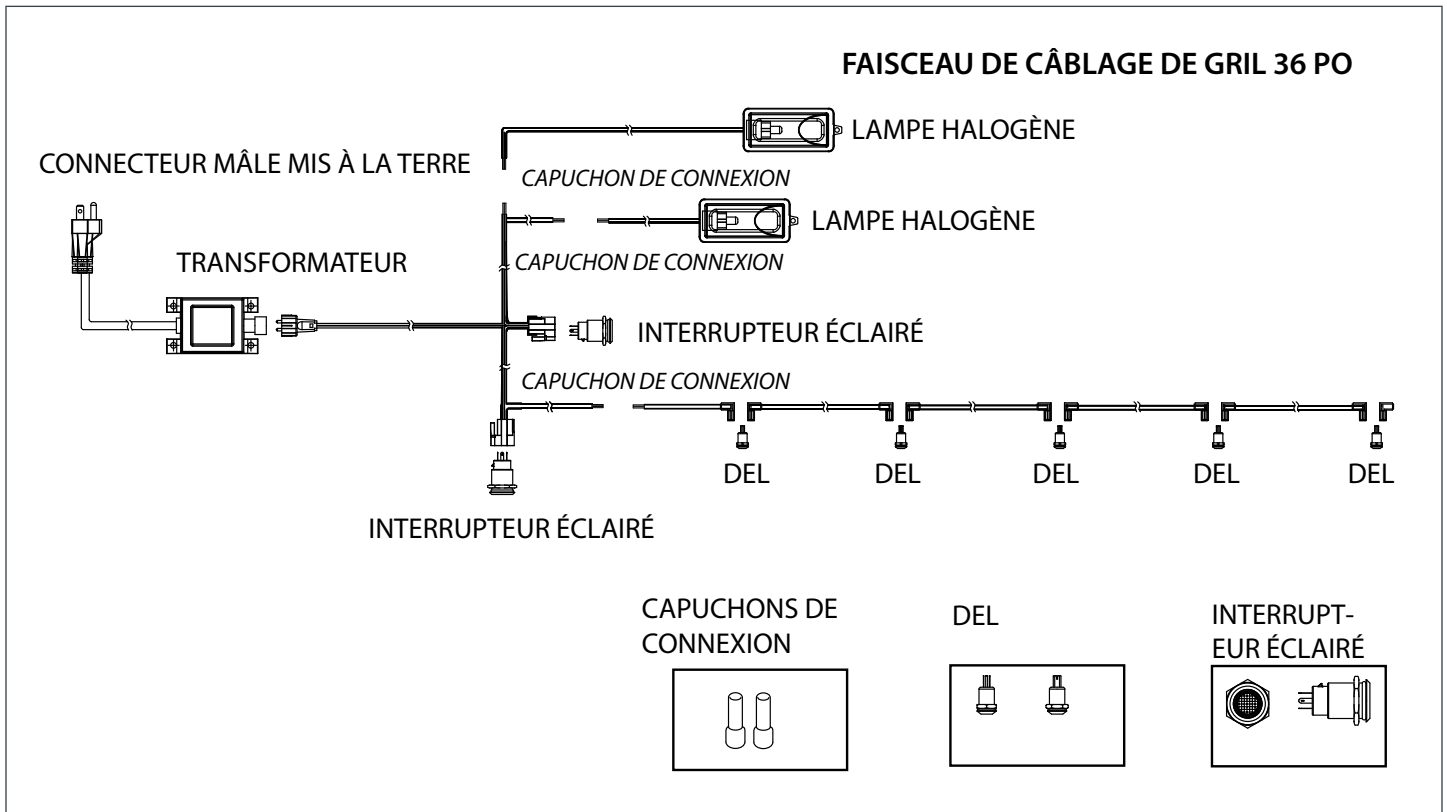 FAISCEAU DE CÂBLAGE DE GRIL 36 PO
LAMPE HALOGÈNE
CONNECTEUR MÂLE MIS À LA TERRE
CAPUCHON DE CONNEXION
LAMPE HALOGÈNE
TRANSFORMATEUR
CAPUCHON DE CONNEXION
INTERRUPTEUR ÉCLAIRÉ
CAPUCHON DE CONNEXION
DEL
DEL
DEL
DEL
DEL
INTERRUPTEUR ÉCLAIRÉ
CAPUCHONS DE
CONNEXION
DEL
INTERRUPT-
EUR ÉCLAIRÉ